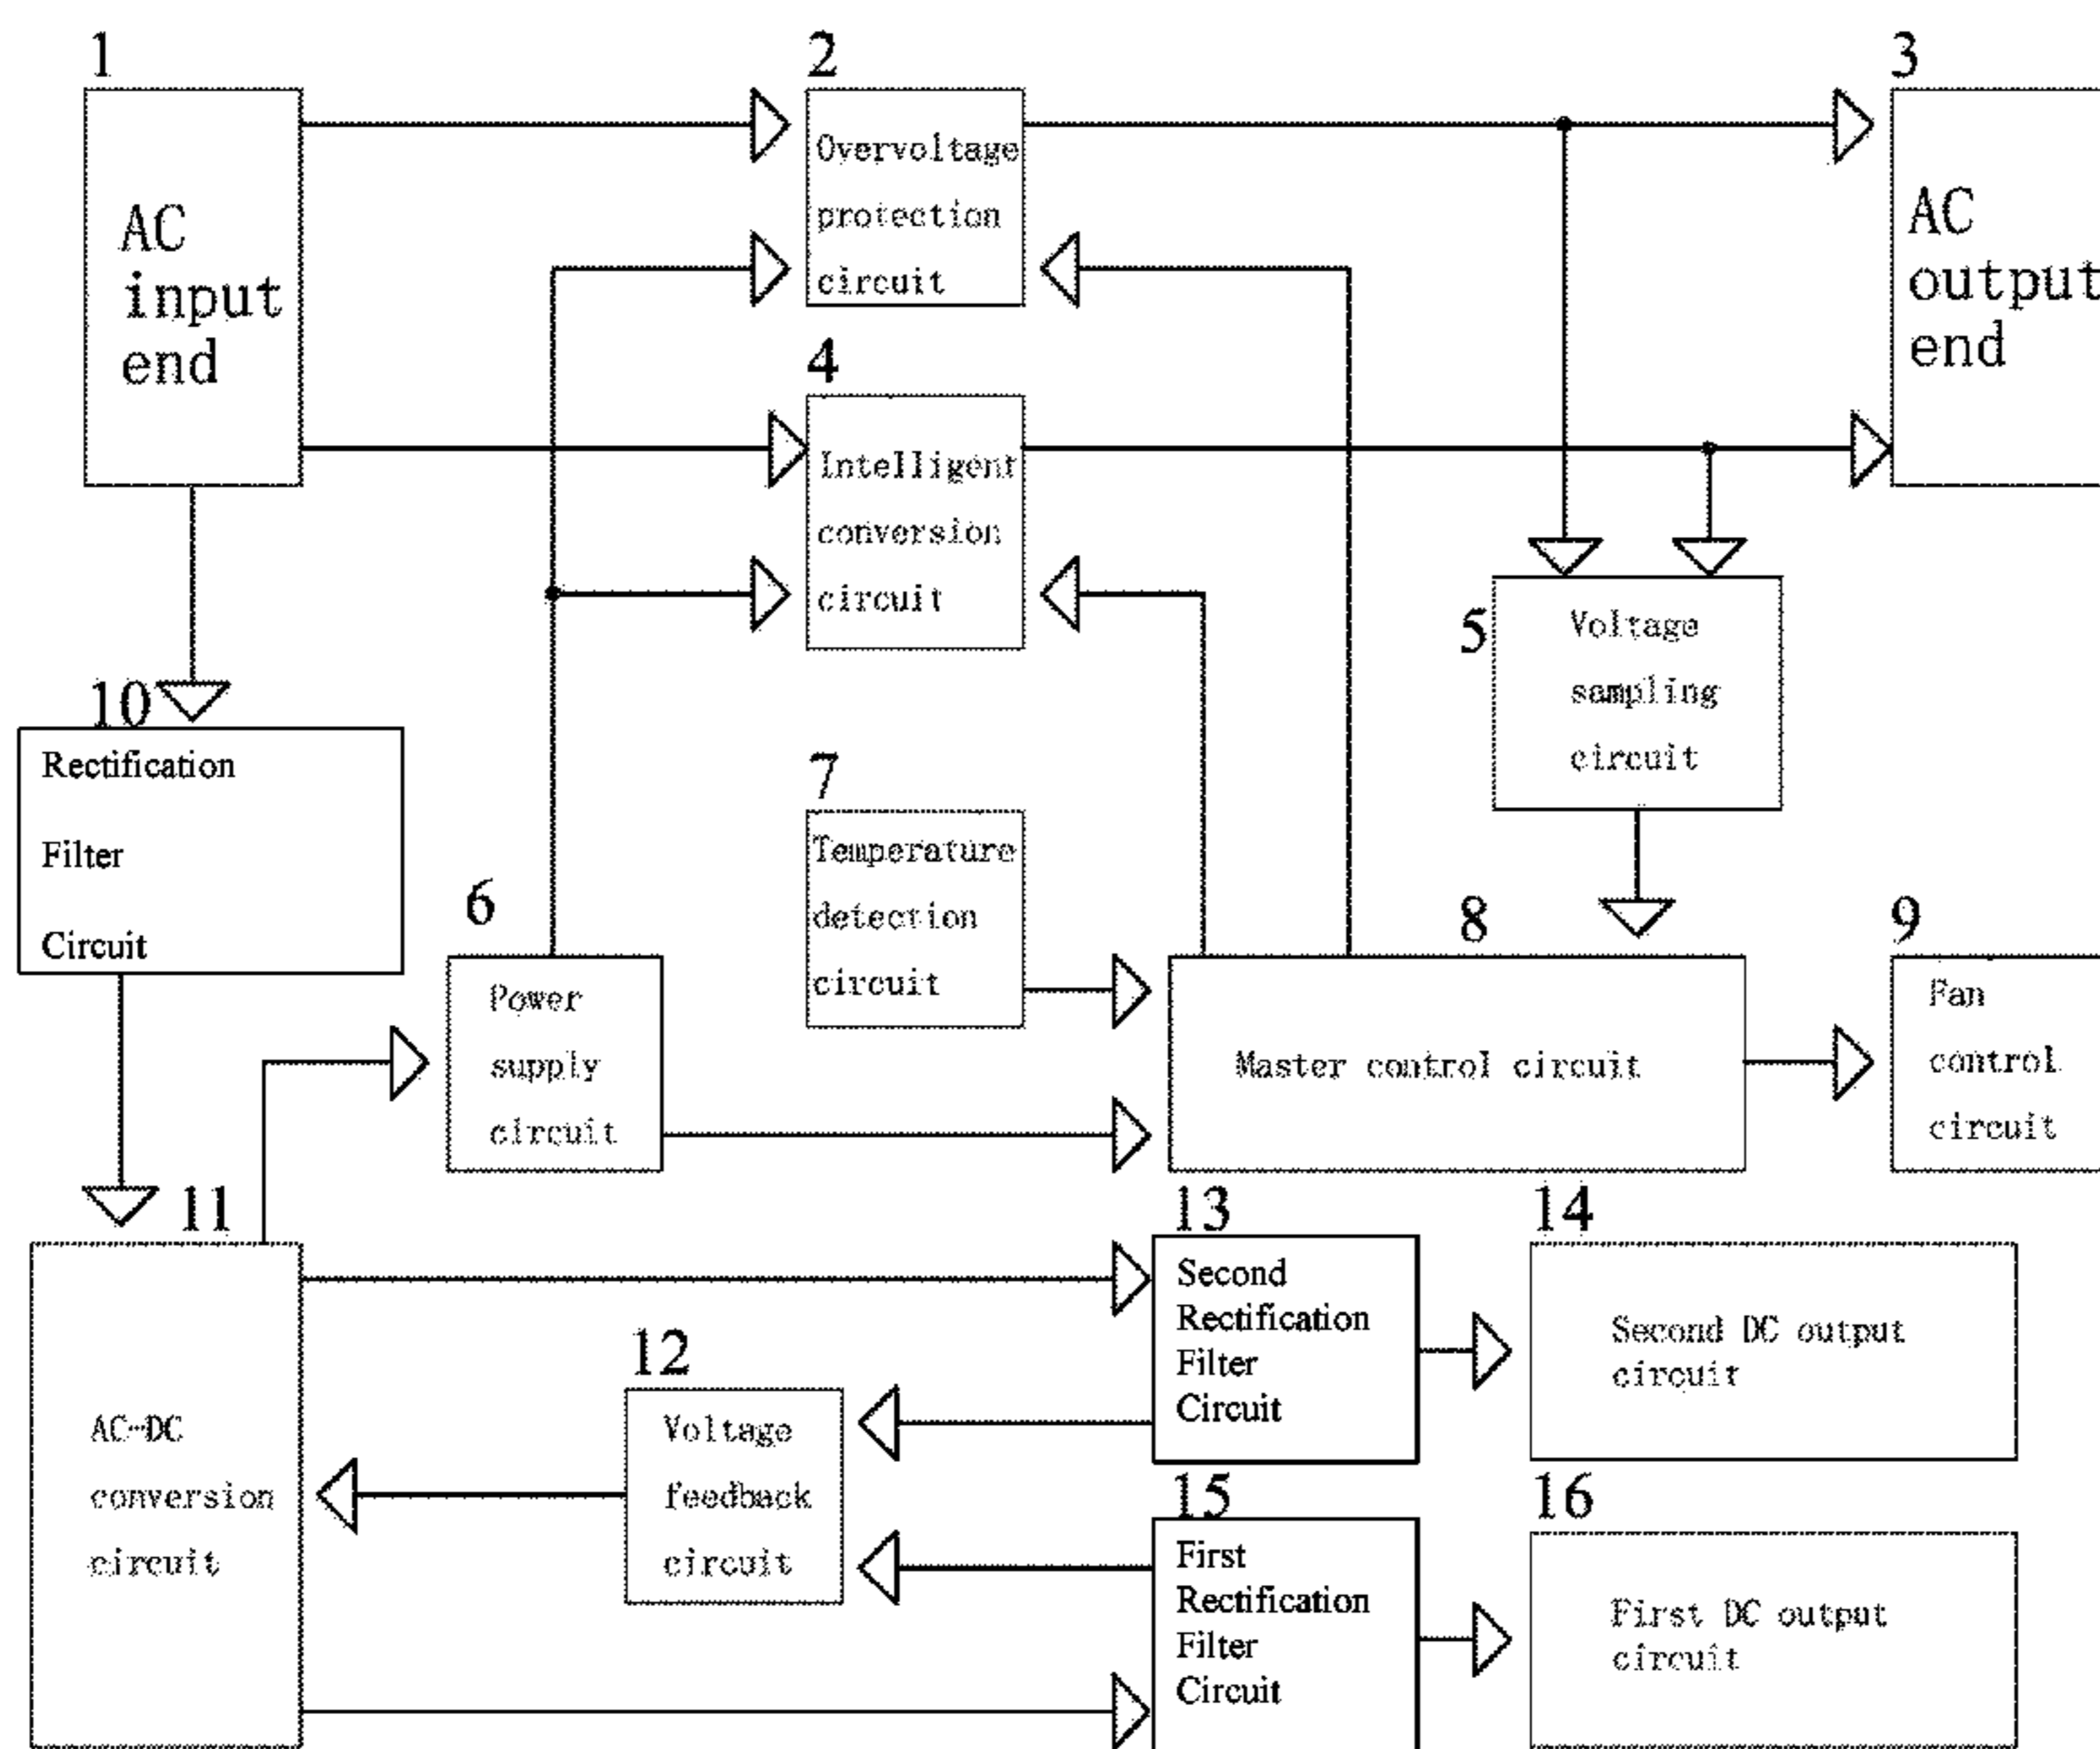 1
AC
input
end
2
Overvoltage
protection
circuit
3
AC
output
end
4
Intelligent
conversion
circuit
5
Voltage
sampling
circuit
10
Rectification
Filter
Circuit
6
Power
supply
circuit
7
Temperature
detection
circuit
8
Master control circuit
9
Fan
control
circuit
11
AC-DC
conversion
circuit
12
Voltage
feedback
circuit
13
Second
Rectification
Filter
Circuit
14
Second DC output
circuit
15
First
Rectification
Filter
Circuit
16
First DC output
circuit